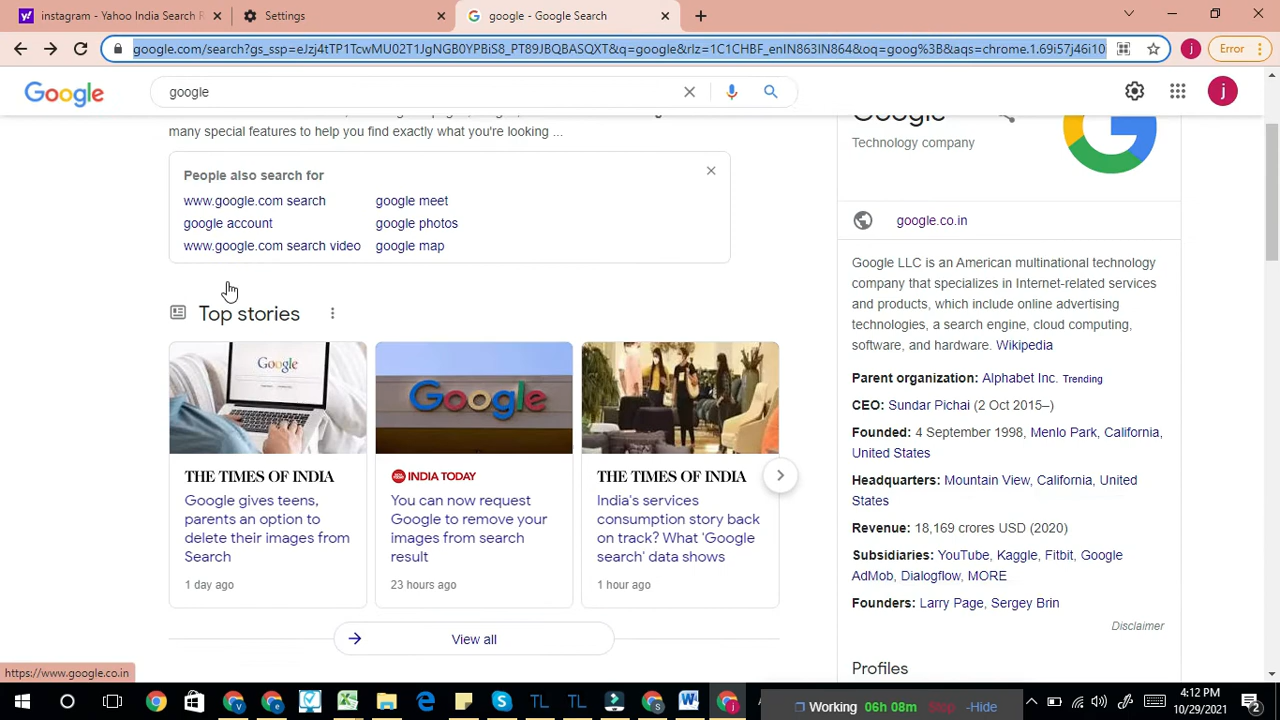 instagram - Yahoo India Search R
Settings
google - Google Search
google.com/search?gs_ssp=eJzj4tTP1TcwMU02T1JgNGB0YPBiS8_PT89JBQBASQXT&q=google&rlz=1C1CHBF_enIN863IN864&oq=goog%3B&aqs=chrome.1.69i57j46i10
j
Error
Google
google
j
many special features to help you find exactly what you're looking ...
People also search for
www.google.com search
google meet
google account
google photos
www.google.com search video
google map
Top stories
Google
THE TIMES OF INDIA
Google gives teens,
parents an option to
delete their images from
Search
1 day ago
Google
INDIA TODAY
You can now request
Google to remove your
images from search
result
23 hours ago
THE TIMES OF INDIA
India's services
consumption story back
on track? What 'Google
search' data shows
1 hour ago
View all
Google
Technology company
google.co.in
Google LLC is an American multinational technology
company that specializes in Internet-related services
and products, which include online advertising
technologies, a search engine, cloud computing,
software, and hardware. Wikipedia
Parent organization: Alphabet Inc. Trending
CEO: Sundar Pichai (2 Oct 2015–)
Founded: 4 September 1998, Menlo Park, California,
United States
Headquarters: Mountain View, California, United
States
Revenue: 18,169 crores USD (2020)
Subsidiaries: YouTube, Kaggle, Fitbit, Google
AdMob, Dialogflow, MORE
Founders: Larry Page, Sergey Brin
Disclaimer
Profiles
https://www.google.co.in
TL
TL
Working 06h 08m Stop -Hide
4:12 PM
10/29/2021
2